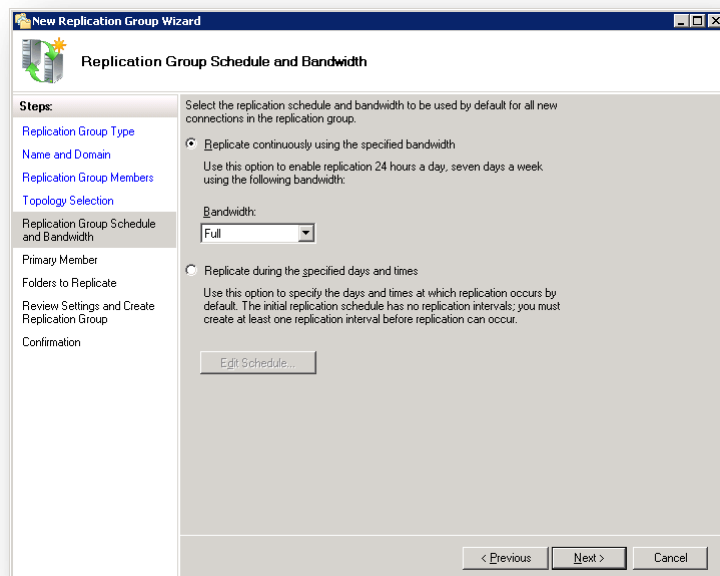 New Replication Group Wizard
Replication Group Schedule and Bandwidth
Steps:
Replication Group Type
Name and Domain
Replication Group Members
Topology Selection
Replication Group Schedule
and Bandwidth
Primary Member
Folders to Replicate
Review Settings and Create
Replication Group
Confirmation
Select the replication schedule and bandwidth to be used by default for all new
connections in the replication group.
Replicate continuously using the specified bandwidth
Use this option to enable replication 24 hours a day, seven days a week
using the following bandwidth:
Bandwidth:
Full
Replicate during the specified days and times
Use this option to specify the days and times at which replication occurs by
default. The initial replication schedule has no replication intervals; you must
create at least one replication interval before replication can occur.
Edit Schedule...
< Previous
Next >
Cancel